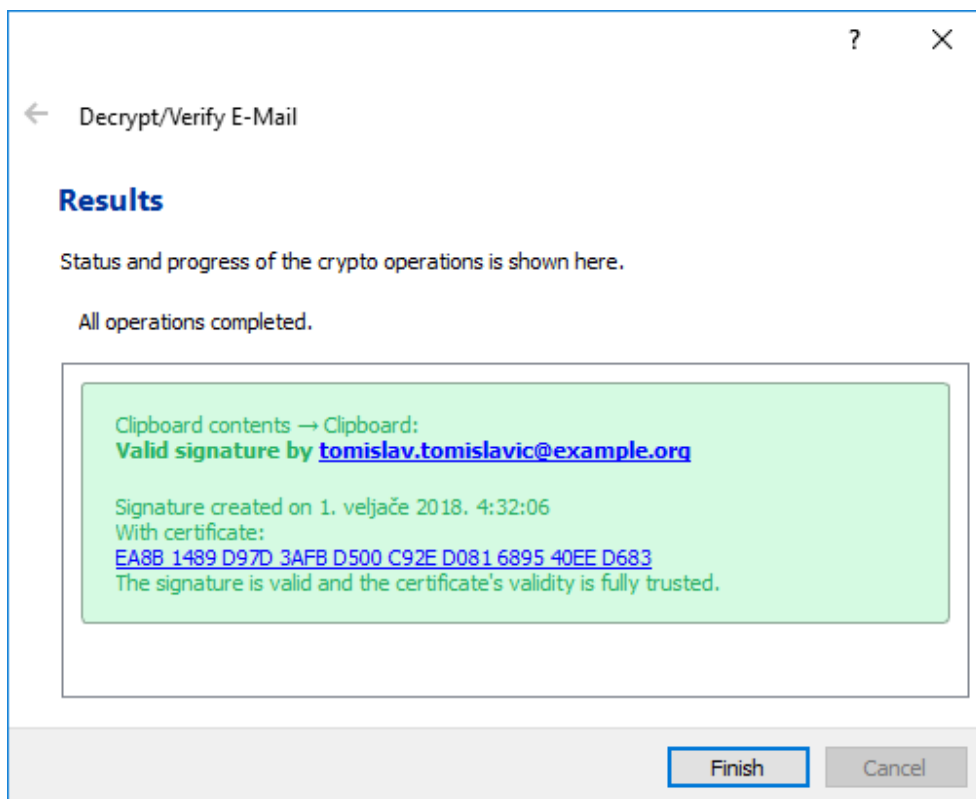 ?
Decrypt/Verify E-Mail
Results
Status and progress of the crypto operations is shown here.
All operations completed.
Clipboard contents → Clipboard:
Valid signature by tomislav.tomislavic@example.org
Signature created on 1. veljače 2018. 4:32:06
With certificate:
EA8B 1489 D97D 3AFB D500 C92E D081 6895 40EE D683
The signature is valid and the certificate's validity is fully trusted.
Finish Cancel